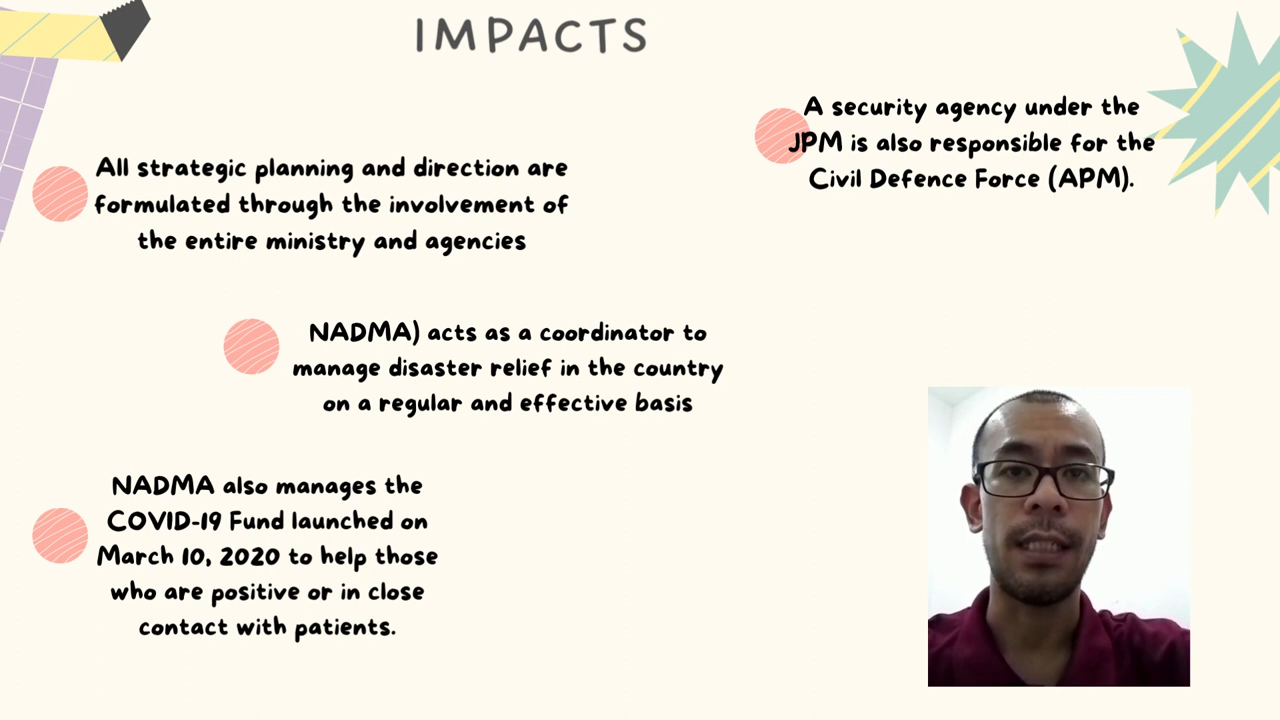 IMPACTS
A security agency under the
JPM is also responsible for the
Civil Defence Force (APM).
All strategic planning and direction are
formulated through the involvement of
the entire ministry and agencies
NADMA) acts as a coordinator to
manage disaster relief in the country
on a regular and effective basis
NADMA also manages the
COVID-19 Fund launched on
March 10, 2020 to help those
who are positive or in close
contact with patients.